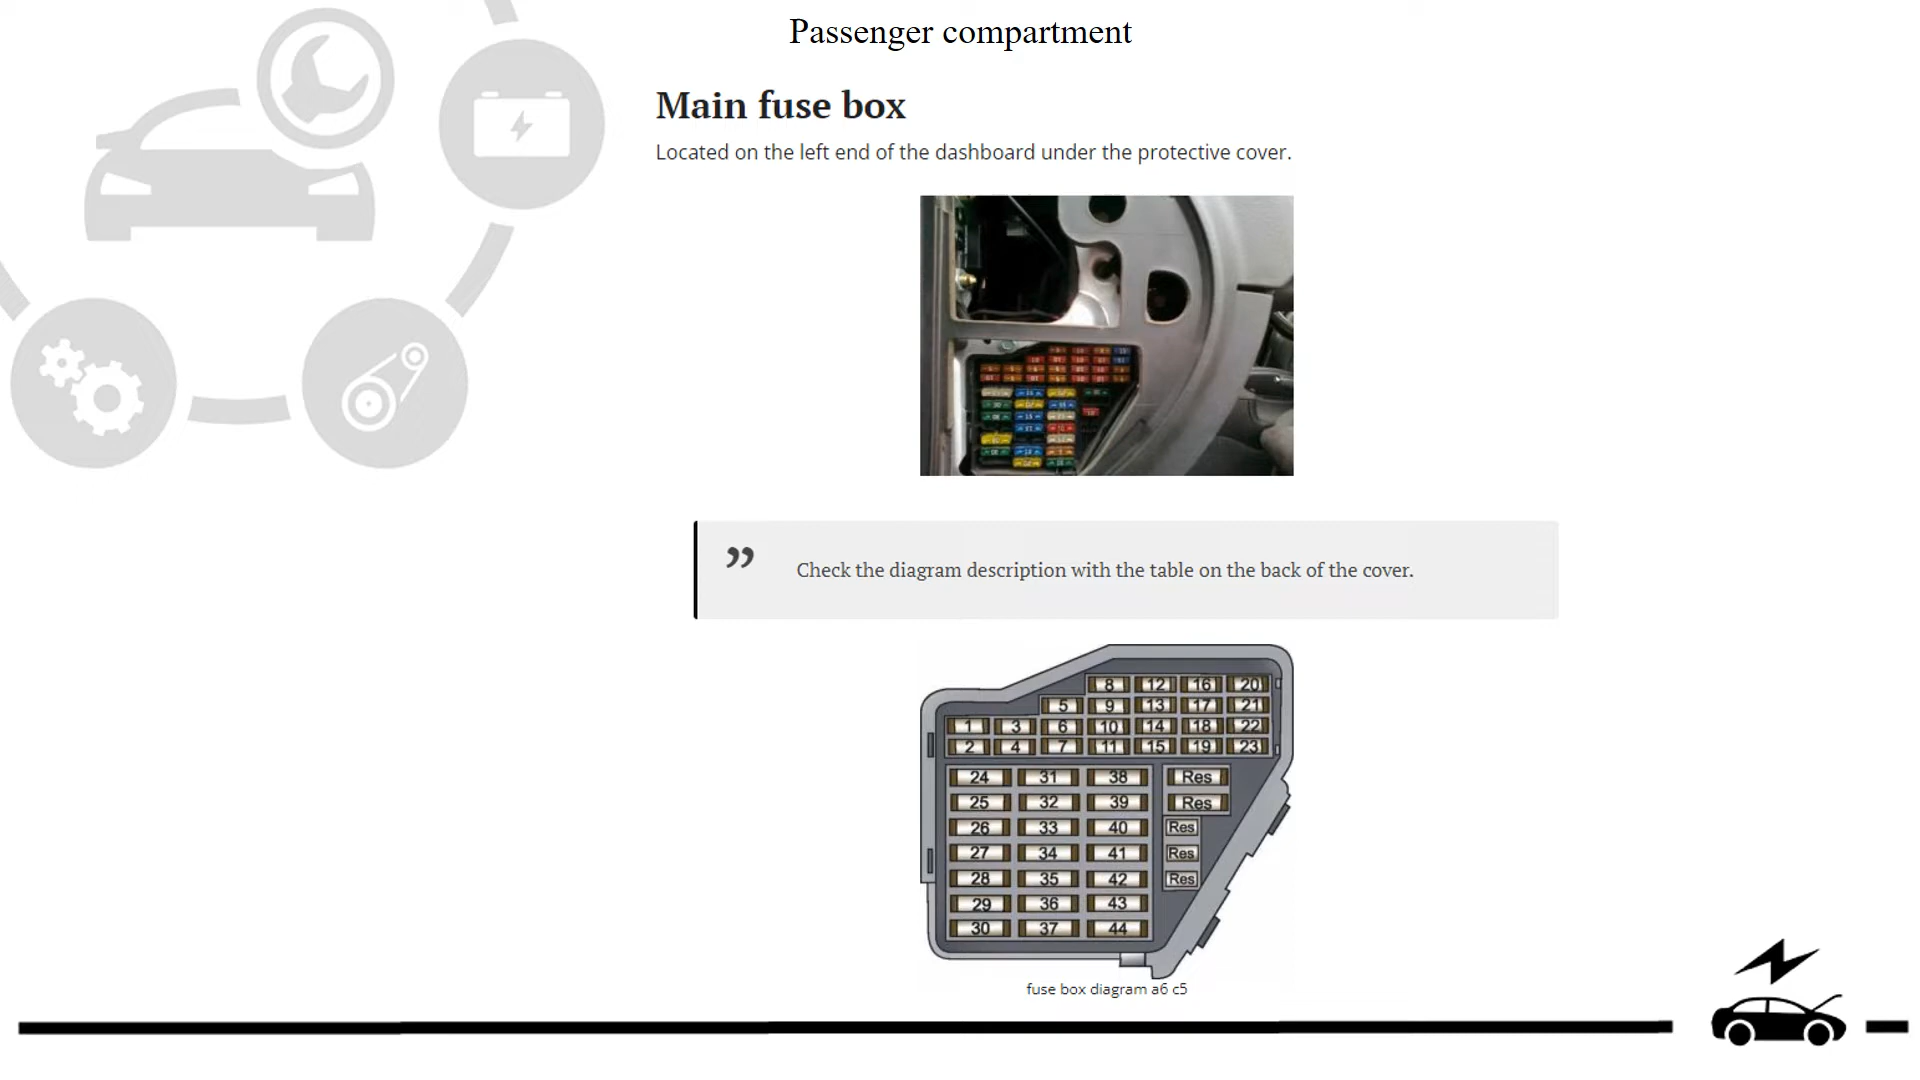 Passenger compartment
Main fuse box
Located on the left end of the dashboard under the protective cover.
” Check the diagram description with the table on the back of the cover.
8 12 16 20
5 9 13 17 21
1 3 6 10 14 18 22
2 4 7 11 15 19 23
24 31 38 Res
25 32 39 Res
26 33 40 Res
27 34 41 Res
28 35 42 Res
29 36 43
30 37 44
fuse box diagram a6 c5